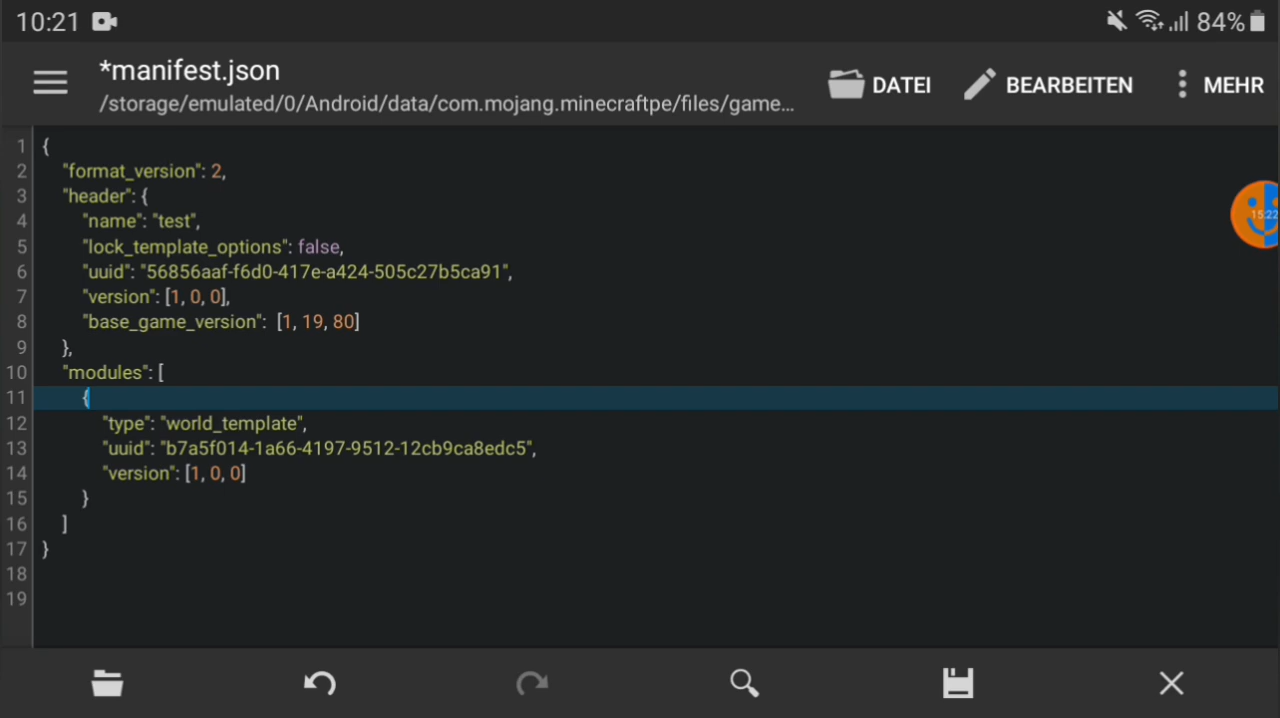 10:21 84%
*manifest.json
/storage/emulated/0/Android/data/com.mojang.minecraftpe/files/game...
DATEI BEARBEITEN MEHR
1 {
2 "format_version": 2,
3 "header": {
4 "name": "test",
5 "lock_template_options": false,
6 "uuid": "56856aaf-f6d0-417e-a424-505c27b5ca91",
7 "version": [1, 0, 0],
8 "base_game_version": [1, 19, 80]
9 },
10 "modules": [
11 {
12 "type": "world_template",
13 "uuid": "b7a5f014-1a66-4197-9512-12cb9ca8edc5",
14 "version": [1, 0, 0]
15 }
16 ]
17 }
18
19
15:22